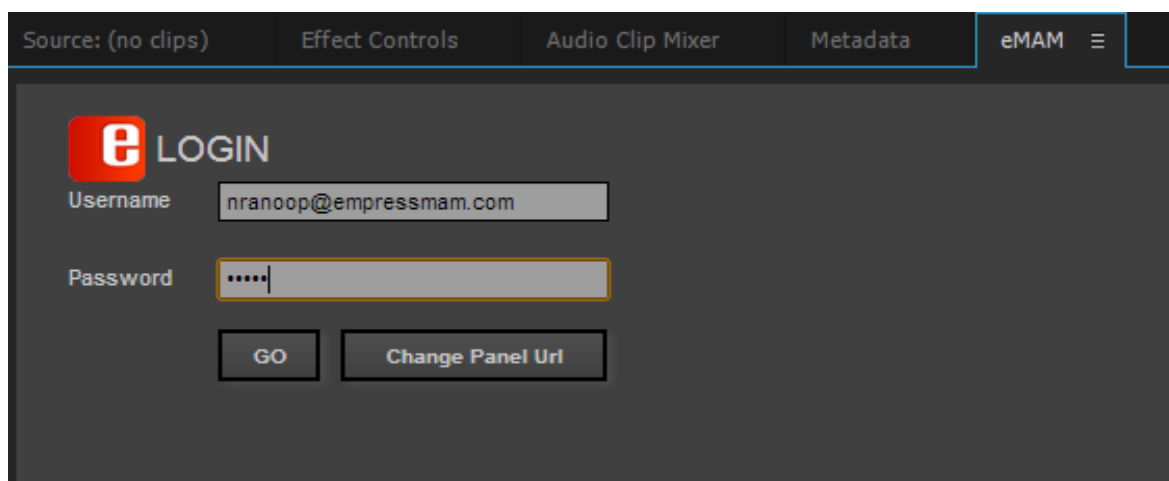 Source: (no clips) Effect Controls Audio Clip Mixer Metadata eMAM ≡
e LOGIN
Username nranoop@empressmam.com
Password •••••
GO Change Panel Url